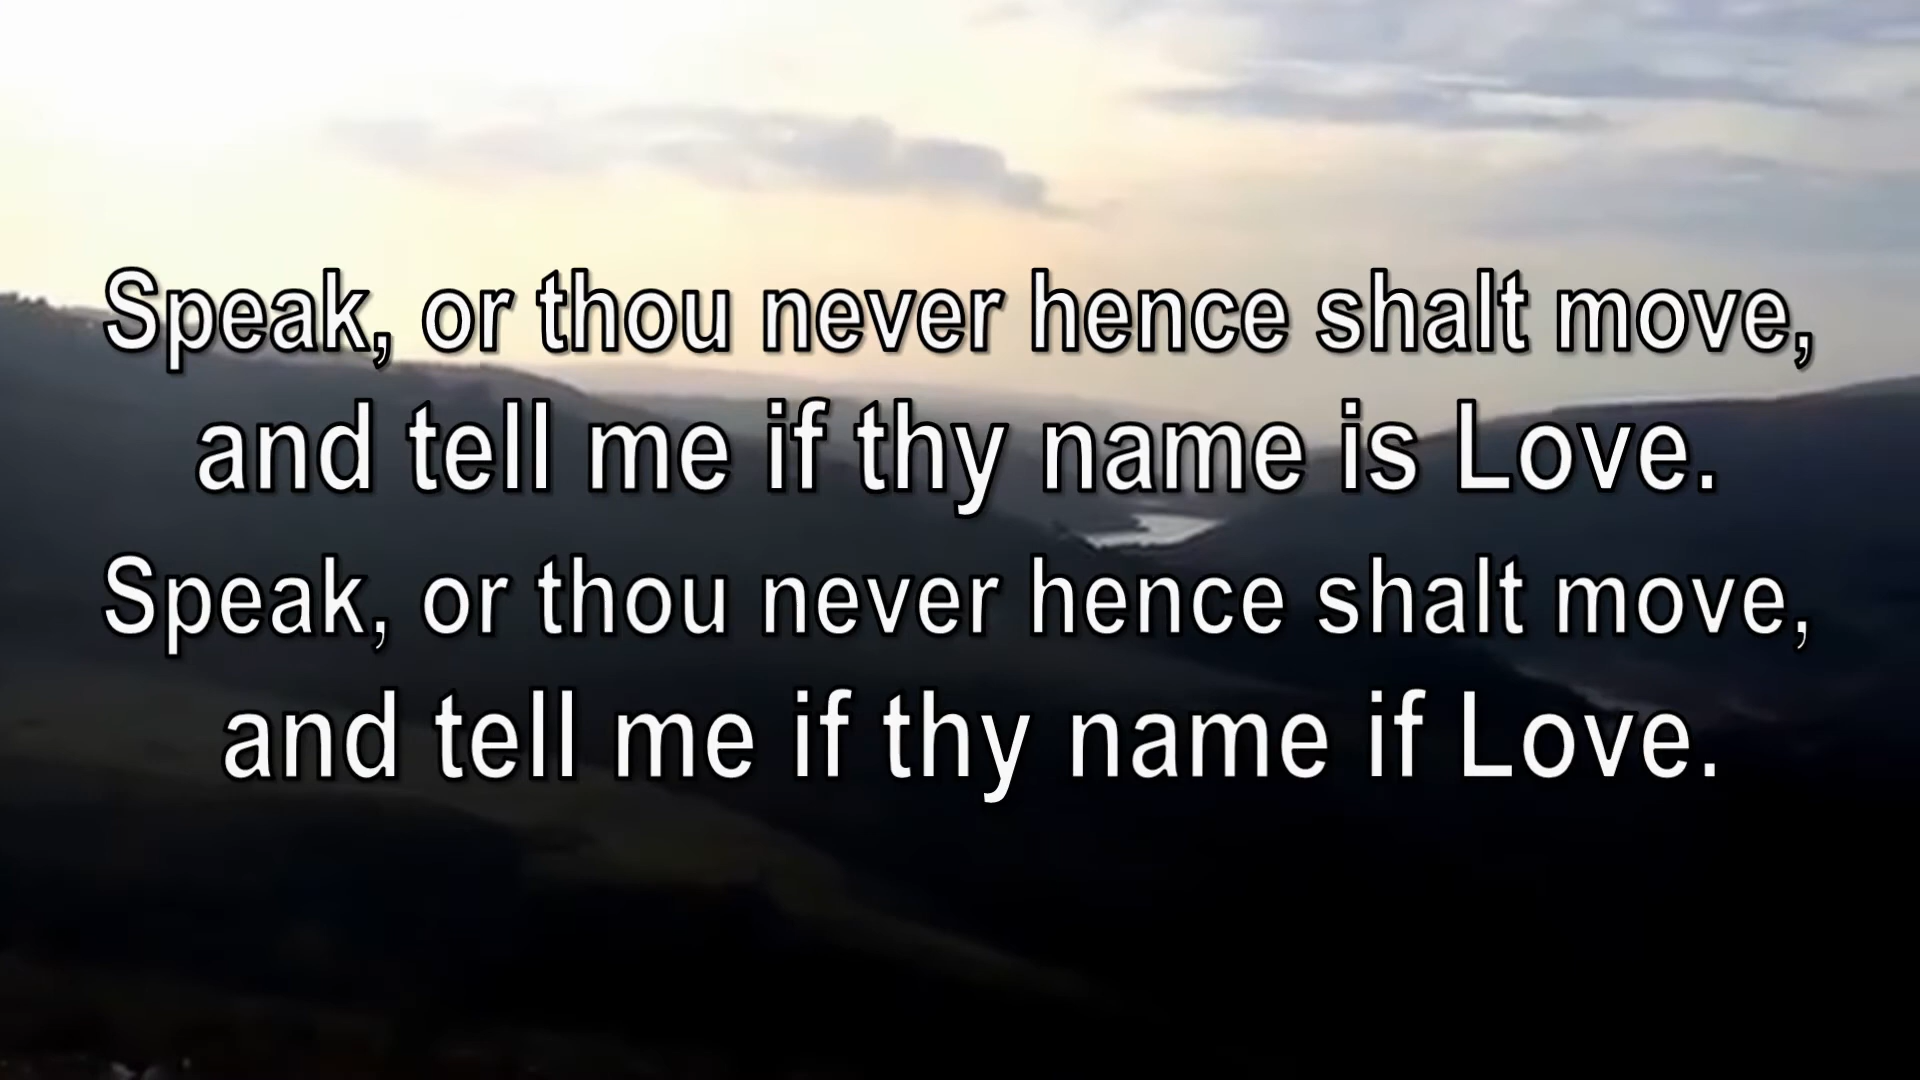 Speak, or thou never hence shalt move,
and tell me if thy name is Love.
Speak, or thou never hence shalt move,
and tell me if thy name if Love.